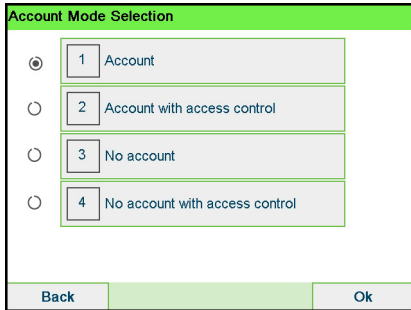 Account Mode Selection
1 Account
2 Account with access control
3 No account
4 No account with access control
Back Ok